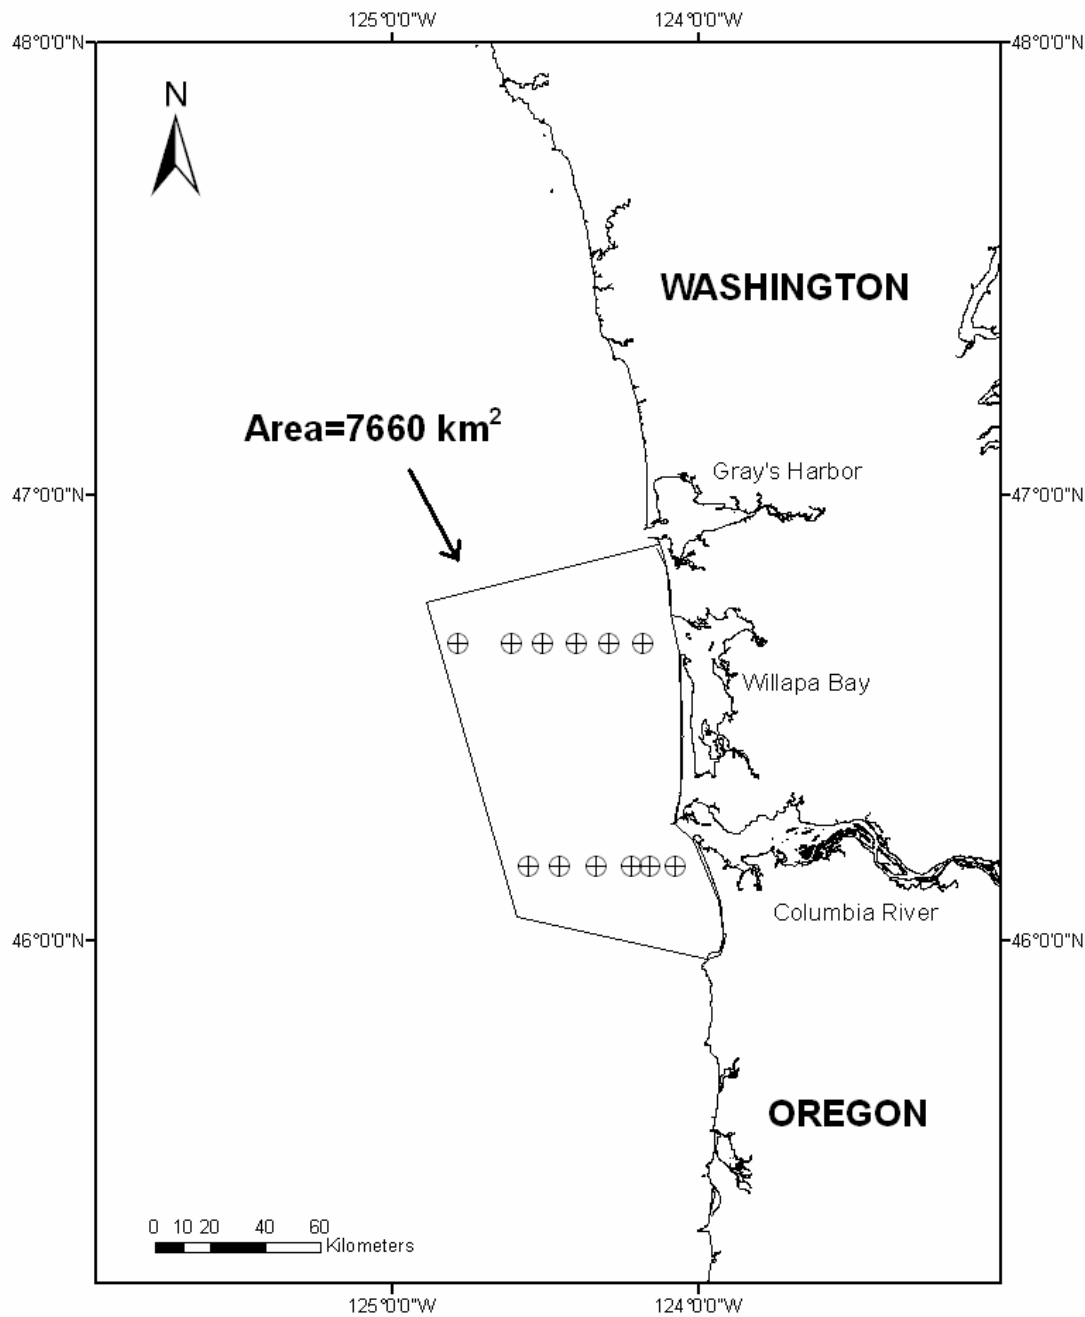 125°0'0"W 124°0'0"W
48°0'0"N 48°0'0"N
N
WASHINGTON
Area=7660 km²
Gray's Harbor
47°0'0"N 47°0'0"N
Willapa Bay
Columbia River
46°0'0"N 46°0'0"N
OREGON
0 10 20 40 60
Kilometers
125°0'0"W 124°0'0"W